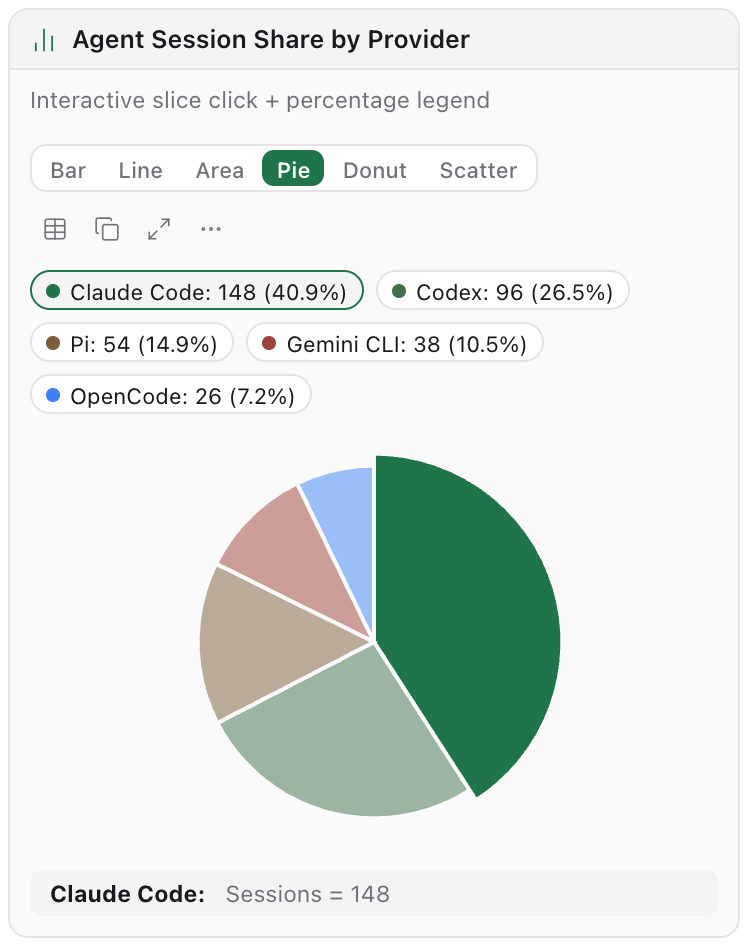 Agent Session Share by Provider
Interactive slice click + percentage legend
Bar Line Area Pie Donut Scatter
Claude Code: 148 (40.9%) Codex: 96 (26.5%)
Pi: 54 (14.9%) Gemini CLI: 38 (10.5%)
OpenCode: 26 (7.2%)
Claude Code: Sessions = 148